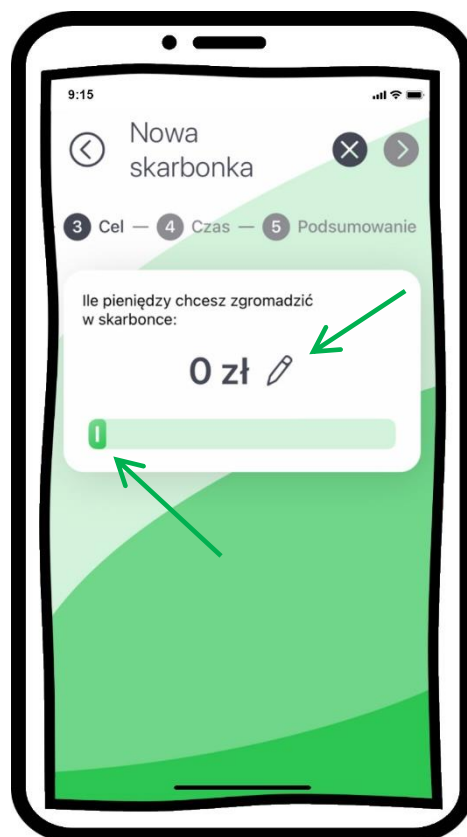 9:15
Nowa
skarbonka
3 Cel — 4 Czas — 5 Podsumowanie
Ile pieniędzy chcesz zgromadzić
w skarbonce:
0 zł